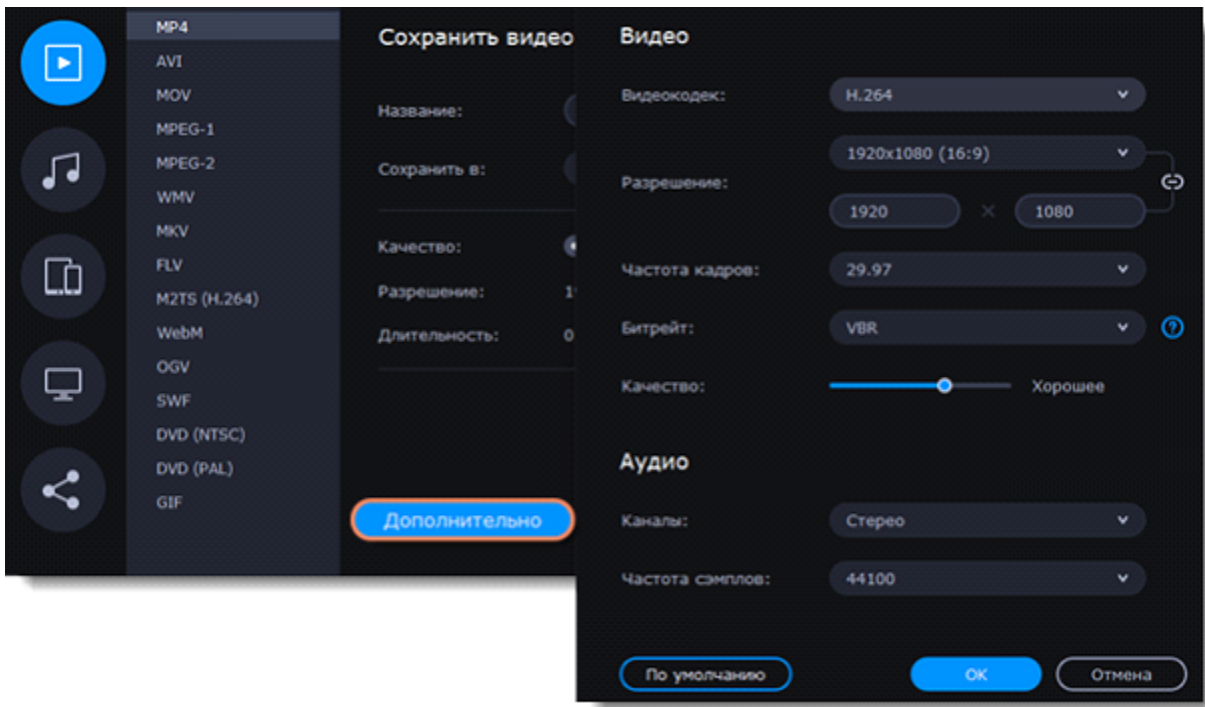 MP4
AVI
MOV
MPEG-1
MPEG-2
WMV
MKV
FLV
M2TS (H.264)
WebM
OGV
SWF
DVD (NTSC)
DVD (PAL)
GIF
Сохранить видео
Название:
Сохранить в:
Качество:
Разрешение:
Длительность: 0
Дополнительно
Видео
Видеокодек: H.264
1920x1080 (16:9)
Разрешение:
1920 × 1080
Частота кадров: 29.97
Битрейт: VBR ?
Качество: Хорошее
Аудио
Каналы: Стерео
Частота сэмплов: 44100
По умолчанию OK Отмена